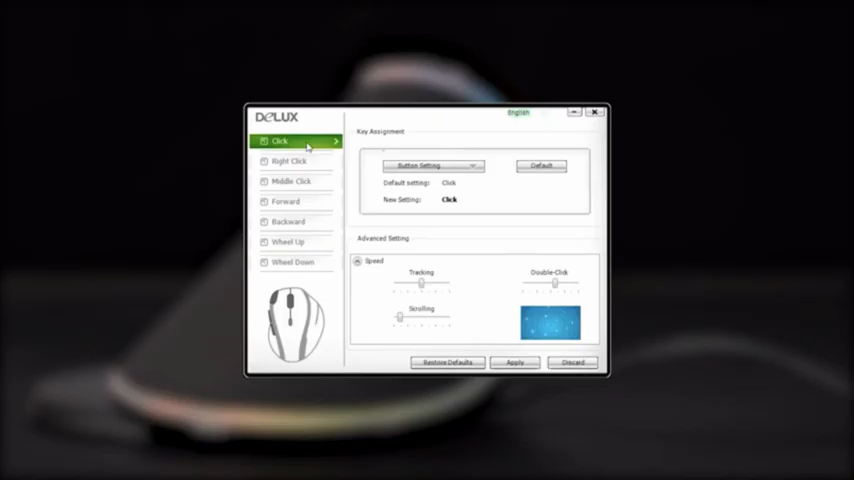 DELUX
English
Click
Right Click
Middle Click
Forward
Backward
Wheel Up
Wheel Down
Key Assignment
Button Setting
Default
Default setting: Click
New Setting: Click
Advanced Setting
Speed
Tracking
Double-Click
Scrolling
Restore Defaults
Apply
Discard